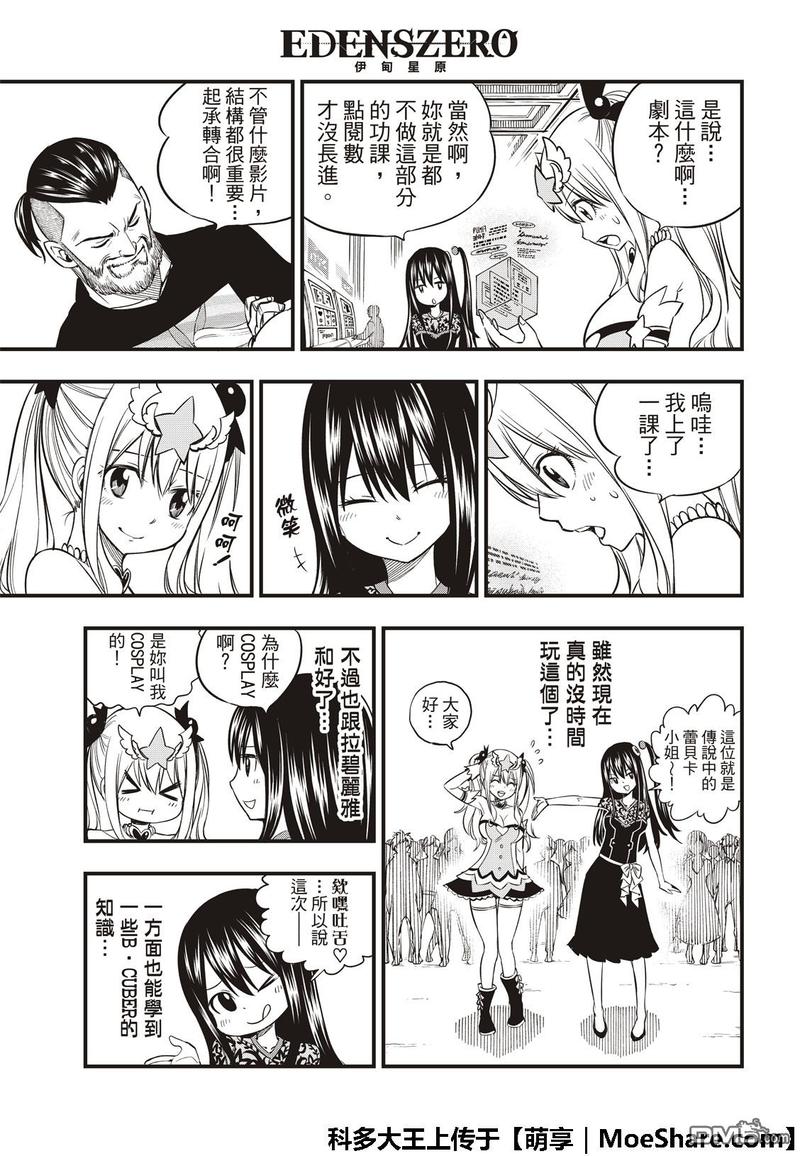 EDENSZERO
伊甸星原
是說…
這什麼啊…
劇本?
當然啊,
妳就是都
不做這部分
的功課,
點閱數
才沒長進。
不管什麼影片,
結構都很重要…
起承轉合啊!
嗚哇…
我上了
一課了…
微笑
呵呵!
雖然現在
真的沒時間
玩這個了…
這位就是
傳說中的
蕾貝卡
小姐~!
大家
好…
不過也跟拉碧麗雅
和好了…
為什麼
COSPLAY
啊?
是妳叫我
COSPLAY
的!
欸嘿吐舌♡
…所以說
這次——
一方面也能學到
一些B·CUBER的
知識…
科多大王上传于【萌享|MoeShare.com】